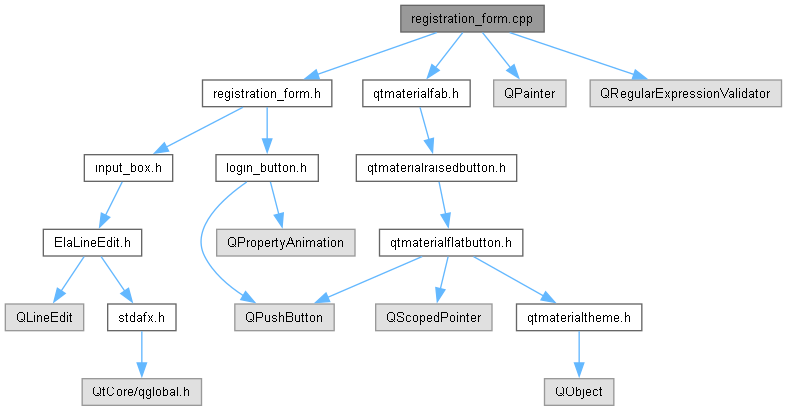 registration_form.cpp
registration_form.h
qtmaterialfab.h
QPainter
QRegularExpressionValidator
input_box.h
login_button.h
qtmaterialraisedbutton.h
ElaLineEdit.h
QPropertyAnimation
qtmaterialflatbutton.h
QLineEdit
stdafx.h
QPushButton
QScopedPointer
qtmaterialtheme.h
QtCore/qglobal.h
QObject